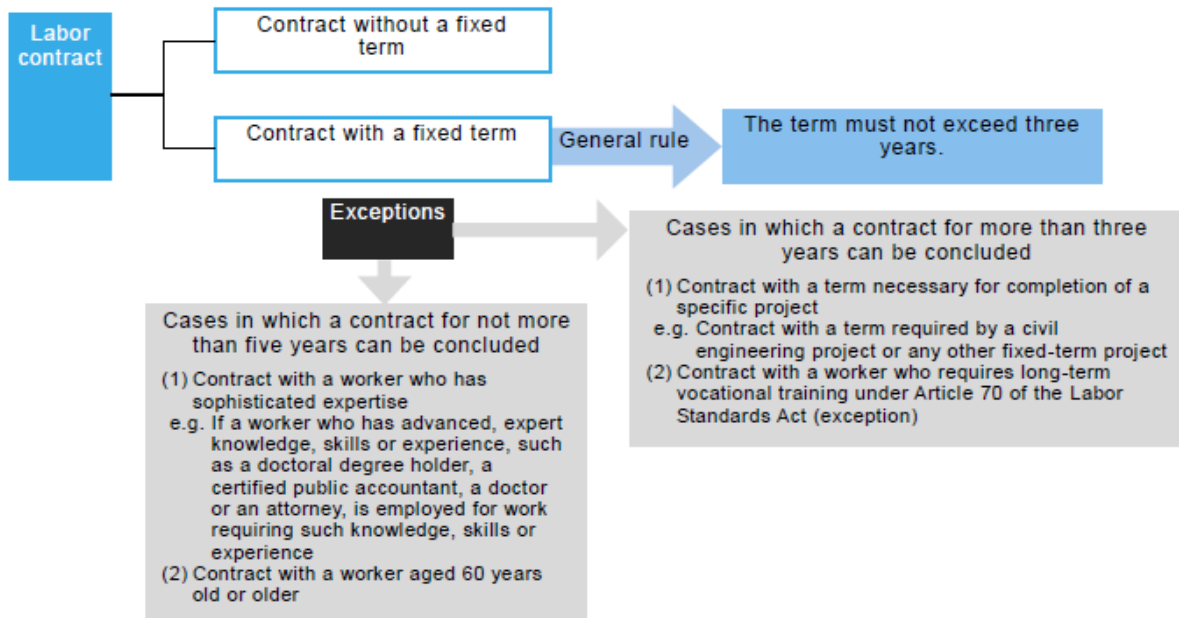 Labor
contract
Contract without a fixed
term
Contract with a fixed term
General rule
The term must not exceed three
years.
Exceptions
Cases in which a contract for more than three
years can be concluded
(1) Contract with a term necessary for completion of a
specific project
e.g. Contract with a term required by a civil
engineering project or any other fixed-term project
(2) Contract with a worker who requires long-term
vocational training under Article 70 of the Labor
Standards Act (exception)
Cases in which a contract for not more
than five years can be concluded
(1) Contract with a worker who has
sophisticated expertise
e.g. If a worker who has advanced, expert
knowledge, skills or experience, such
as a doctoral degree holder, a
certified public accountant, a doctor
or an attorney, is employed for work
requiring such knowledge, skills or
experience
(2) Contract with a worker aged 60 years
old or older